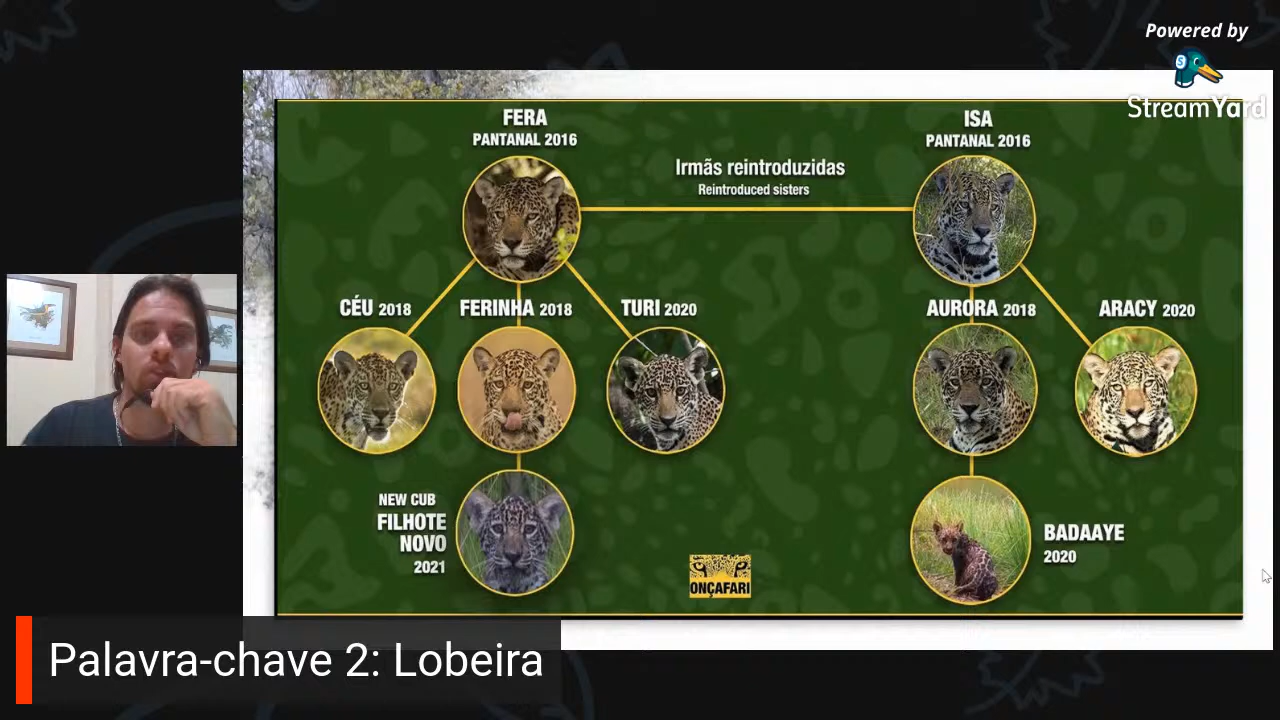 Powered by
StreamYard
FERA
PANTANAL 2016
ISA
PANTANAL 2016
Irmãs reintroduzidas
Reintroduced sisters
CÉU 2018
FERINHA 2018
TURI 2020
AURORA 2018
ARACY 2020
NEW CUB
FILHOTE
NOVO
2021
BADAAYE
2020
ONÇAFARI
Palavra-chave 2: Lobeira